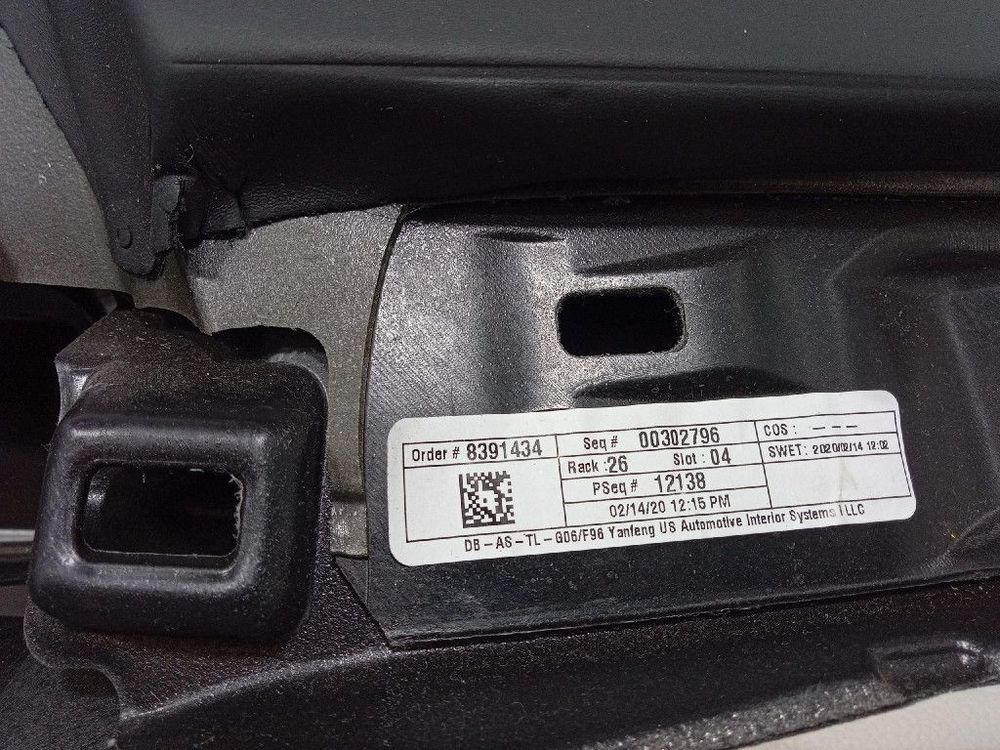 Order # 8391434
Seq # 00302796
Rack :26 Slot : 04
PSeq # 12138
02/14/20 12:15 PM
COS : - - -
SWET: 2020/02/14 12:02
DB-AS-TL-G06/F96 Yanfeng US Automotive Interior Systems I LLC